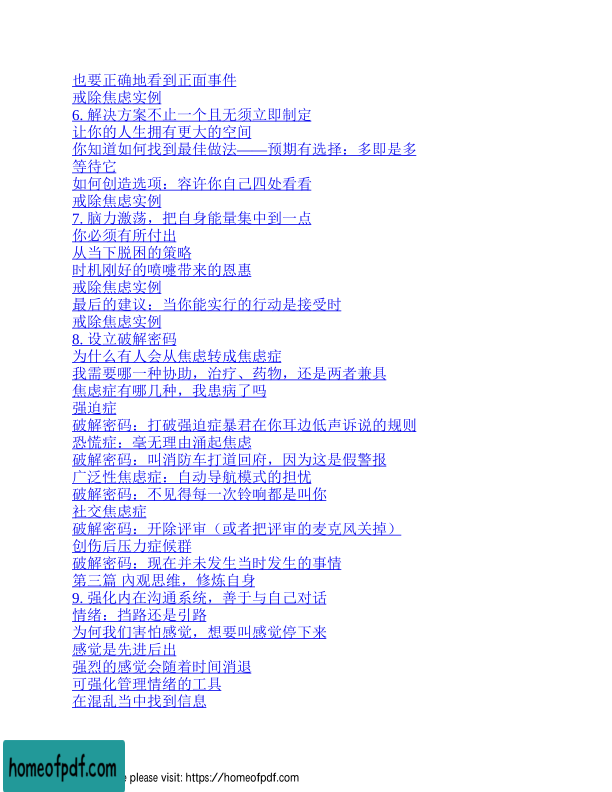 也要正确地看到正面事件
戒除焦虑实例
6. 解决方案不止一个且无须立即制定
让你的人生拥有更大的空间
你知道如何找到最佳做法——预期有选择：多即是多
等待它
如何创造选项：容许你自己四处看看
戒除焦虑实例
7. 脑力激荡，把自身能量集中到一点
你必须有所付出
从当下脱困的策略
时机刚好的喷嚏带来的恩惠
戒除焦虑实例
最后的建议：当你能实行的行动是接受时
戒除焦虑实例
8. 设立破解密码
为什么有人会从焦虑转成焦虑症
我需要哪一种协助，治疗、药物，还是两者兼具
焦虑症有哪几种，我患病了吗
强迫症
破解密码：打破强迫症暴君在你耳边低声诉说的规则
恐慌症：毫无理由涌起焦虑
破解密码：叫消防车打道回府，因为这是假警报
广泛性焦虑症：自动导航模式的担忧
破解密码：不见得每一次铃响都是叫你
社交焦虑症
破解密码：开除评审（或者把评审的麦克风关掉）
创伤后压力症候群
破解密码：现在并未发生当时发生的事情
第三篇 内观思维，修炼自身
9. 强化内在沟通系统，善于与自己对话
情绪：挡路还是引路
为何我们害怕感觉，想要叫感觉停下来
感觉是先进后出
强烈的感觉会随着时间消退
可强化管理情绪的工具
在混乱当中找到信息
homeofpdf.com
e please visit: https://homeofpdf.com